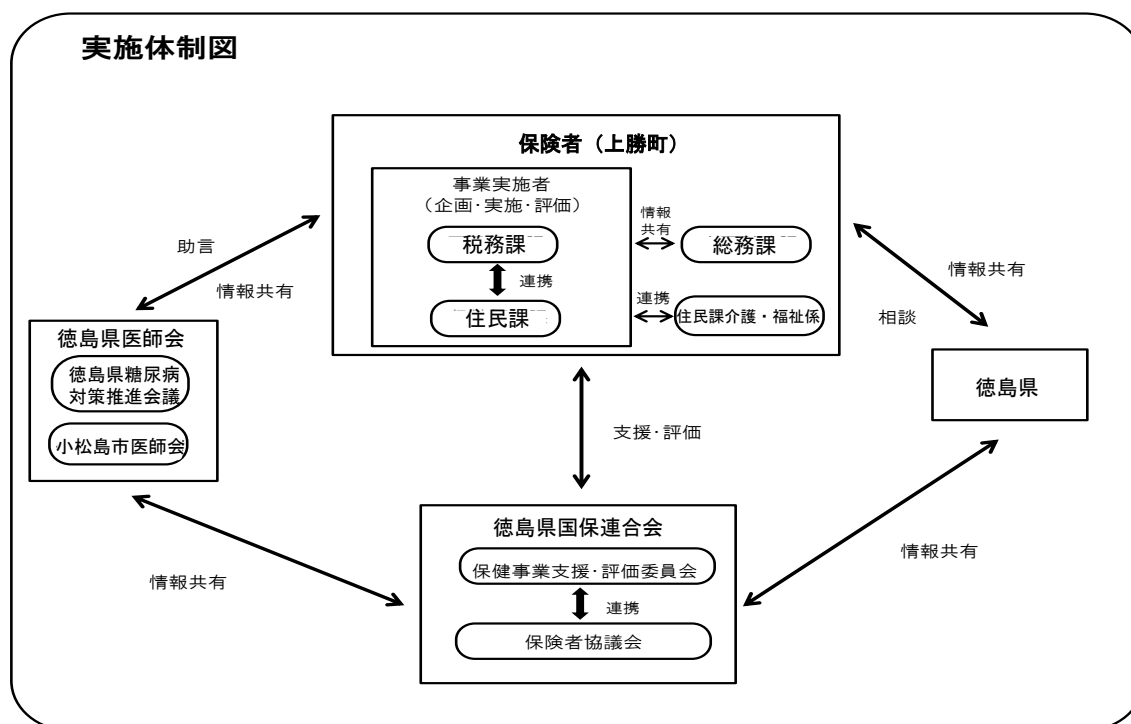 実施体制図
保険者（上勝町）
事業実施者
（企画・実施・評価）
税務課
連携
住民課
情報
共有
総務課
連携
住民課介護・福祉係
助言
情報共有
情報共有
相談
徳島県医師会
徳島県糖尿病
対策推進会議
小松島市医師会
徳島県
支援・評価
徳島県国保連合会
保健事業支援・評価委員会
連携
保険者協議会
情報共有
情報共有